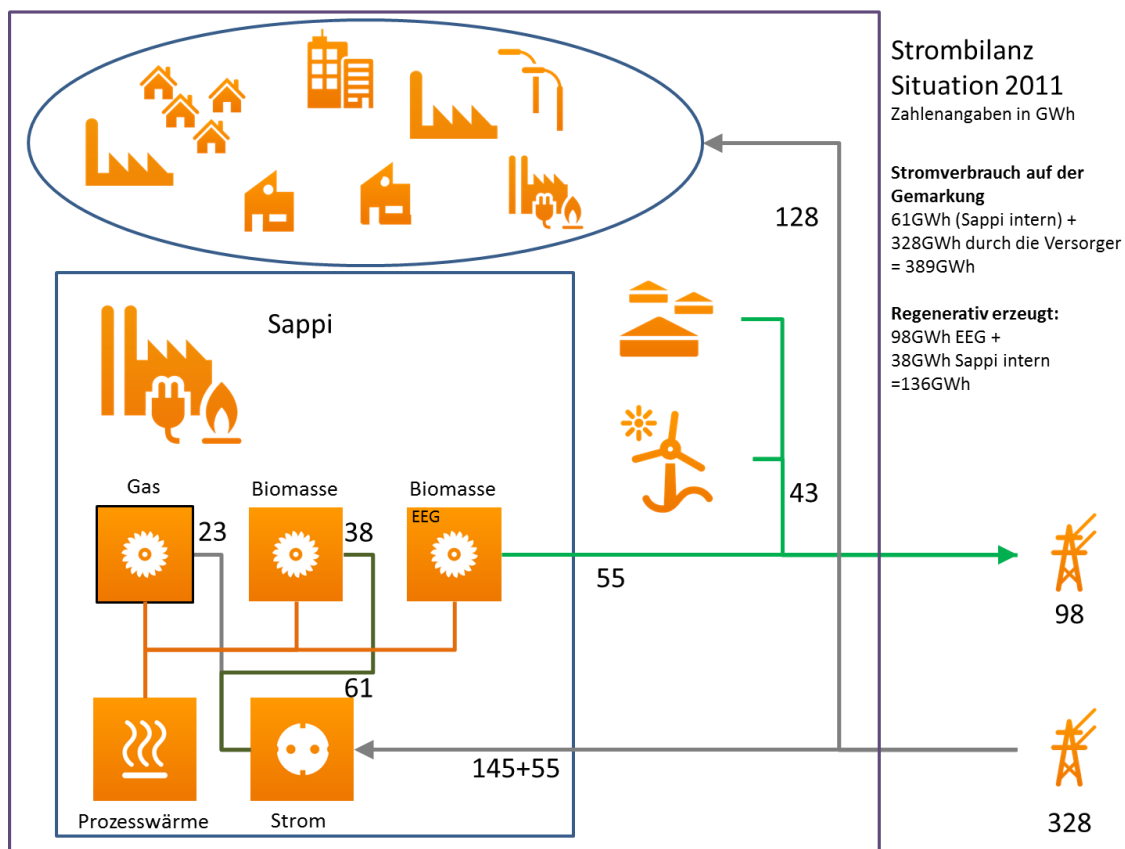 Strombilanz
Situation 2011
Zahlenangaben in GWh
Stromverbrauch auf der
Gemarkung
61GWh (Sappi intern) +
328GWh durch die Versorger
= 389GWh
Regenerativ erzeugt:
98GWh EEG +
38GWh Sappi intern
=136GWh
128
Sappi
43
Gas
Biomasse
Biomasse
EEG
23
38
55
98
61
145+55
Prozesswärme
Strom
328